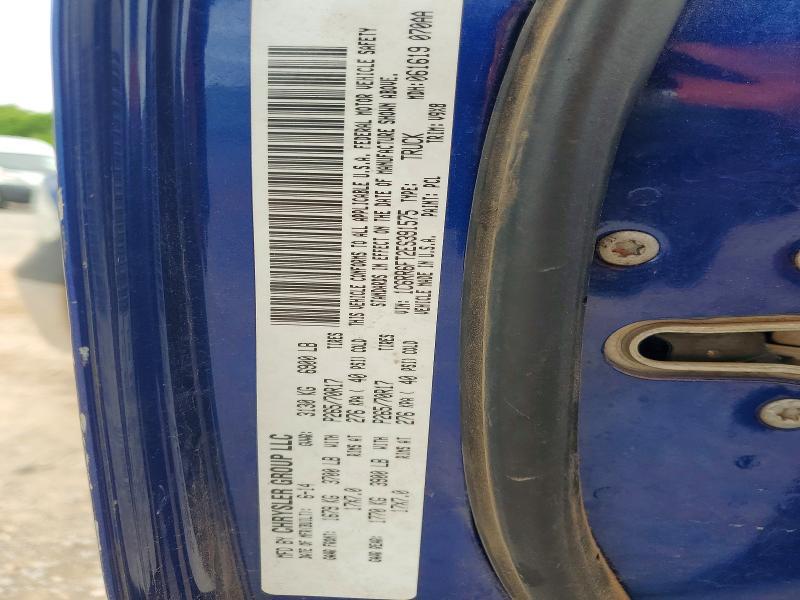 MFD BY CHRYSLER GROUP LLC
DATE OF MFR/BUILT: 6-14 GVWR: 3130 KG 6900 LB
GAWR FRONT: 1679 KG 3700 LB WITH P265/70R17 TIRES
17X7.0 RIMS AT 276 KPA ( 40 PSI) COLD
GAWR REAR: 1770 KG 3900 LB WITH P265/70R17 TIRES
17X7.0 RIMS AT 276 KPA ( 40 PSI) COLD
THIS VEHICLE CONFORMS TO ALL APPLICABLE U.S.A. FEDERAL MOTOR VEHICLE SAFETY
STANDARDS IN EFFECT ON THE DATE OF MANUFACTURE SHOWN ABOVE.
VIN: 1C6RR6FT2ES391575 TYPE: TRUCK MDH: 061619 070AA
VEHICLE MADE IN U.S.A. PAINT: PCL TRIM: V9X8